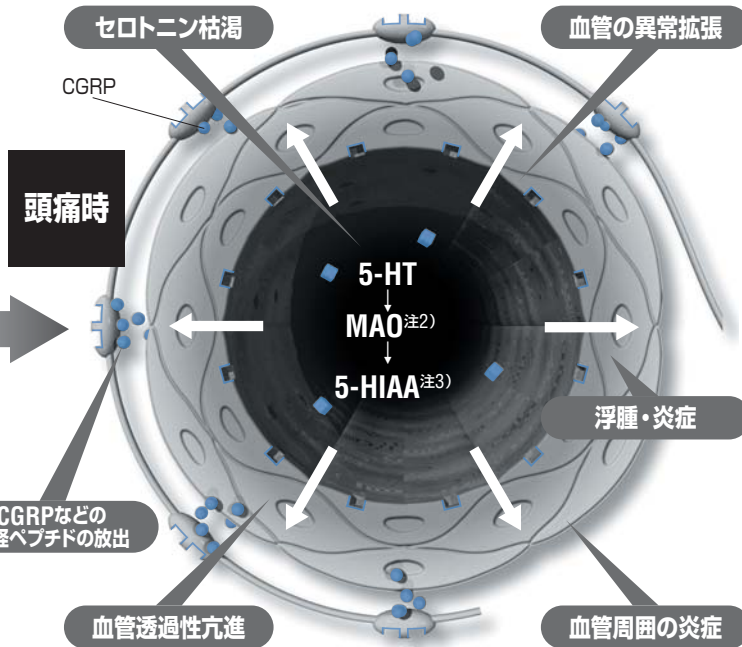 セロトニン枯渇
血管の異常拡張
CGRP
頭痛時
5-HT
↓
MAO注2)
↓
5-HIAA注3)
浮腫・炎症
CGRPなどの
経ペプチドの放出
血管透過性亢進
血管周囲の炎症